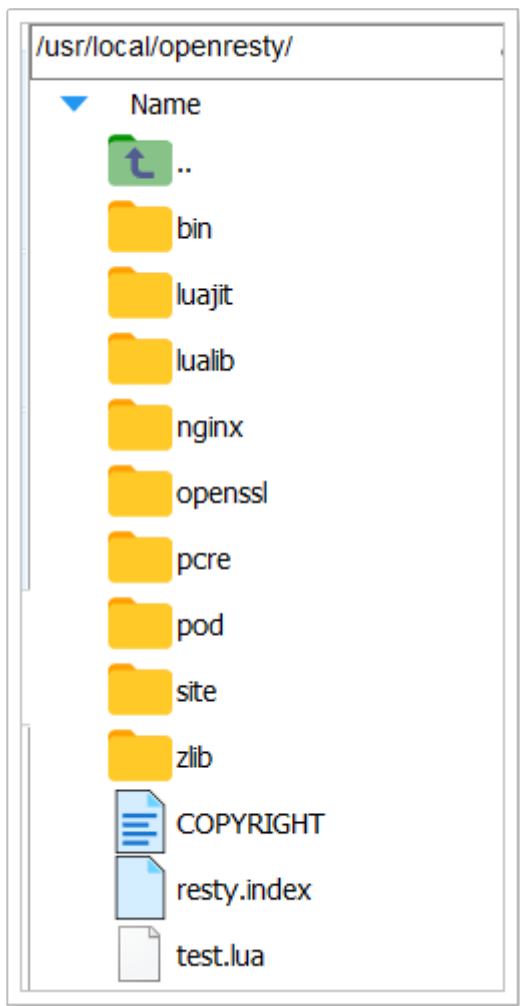 /usr/local/openresty/
Name
..
bin
luajit
lualib
nginx
openssl
pcre
pod
site
zlib
COPYRIGHT
resty.index
test.lua